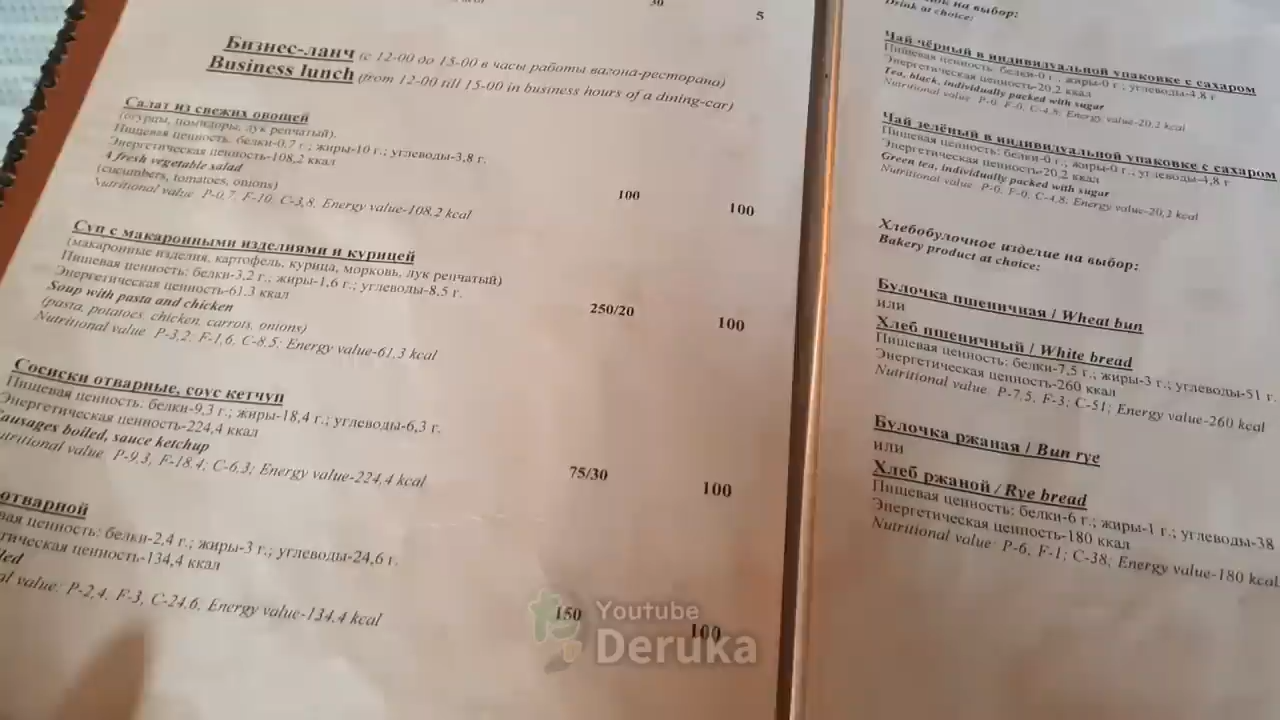 30
5
Бизнес-ланч (с 12-00 до 15-00 в часы работы вагона-ресторана)
Business lunch (from 12-00 till 15-00 in business hours of a dining-car)
Салат из свежих овощей
(огурцы, помидоры, лук репчатый).
Пищевая ценность: белки-0,7 г.; жиры-10 г.; углеводы-3,8 г.
Энергетическая ценность-108,2 ккал
A fresh vegetable salad
(cucumbers, tomatoes, onions)
Nutritional value: P-0,7, F-10, C-3,8, Energy value-108,2 kcal
100 100
Суп с макаронными изделиями и курицей
(макаронные изделия, картофель, курица, морковь, лук репчатый)
Пищевая ценность: белки-3,2 г.; жиры-1,6 г.; углеводы-8,5 г.
Энергетическая ценность-61,3 ккал
Soup with pasta and chicken
(pasta, potatoes, chicken, carrots, onions)
Nutritional value: P-3,2; F-1,6, C-8,5; Energy value-61,3 kcal
250/20 100
Сосиски отварные, соус кетчуп
Пищевая ценность: белки-9,3 г.; жиры-18,4 г.; углеводы-6,3 г.
Энергетическая ценность-224,4 ккал
ausages boiled, sauce ketchup
utritional value: P-9,3, F-18,4; C-6,3; Energy value-224,4 kcal
75/30 100
отварной
вая ценность: белки-2,4 г.; жиры-3 г.; углеводы-24,6 г.
гическая ценность-134,4 ккал
led
al value: P-2,4, F-3, C-24,6, Energy value-134,4 kcal
150 100
Youtube
Deruka
ок на выбор:
Drink at choice:
Чай чёрный в индивидуальной упаковке с сахаром
Пищевая ценность: белки-0 г., жиры-0 г.; углеводы-4,8 г
Энергетическая ценность-20,2 ккал
Tea, black, individually packed with sugar
Nutritional value: P-0, F-0, C-4,8; Energy value-20,2 kcal
Чай зелёный в индивидуальной упаковке с сахаром
Пищевая ценность: белки-0 г., жиры-0 г., углеводы-4,8 г
Энергетическая ценность-20,2 ккал
Green tea, individually packed with sugar
Nutritional value: P-0, F-0, C-4,8; Energy value-20,2 kcal
Хлебобулочное изделие на выбор:
Bakery product at choice:
Булочка пшеничная / Wheat bun
или
Хлеб пшеничный / White bread
Пищевая ценность: белки-7,5 г.; жиры-3 г.; углеводы-51 г.
Энергетическая ценность-260 ккал
Nutritional value: P-7,5, F-3; C-51; Energy value-260 kcal
Булочка ржаная / Bun rye
или
Хлеб ржаной / Rye bread
Пищевая ценность: белки-6 г.; жиры-1 г.; углеводы-38
Энергетическая ценность-180 ккал
Nutritional value: P-6, F-1; C-38; Energy value-180 kcal